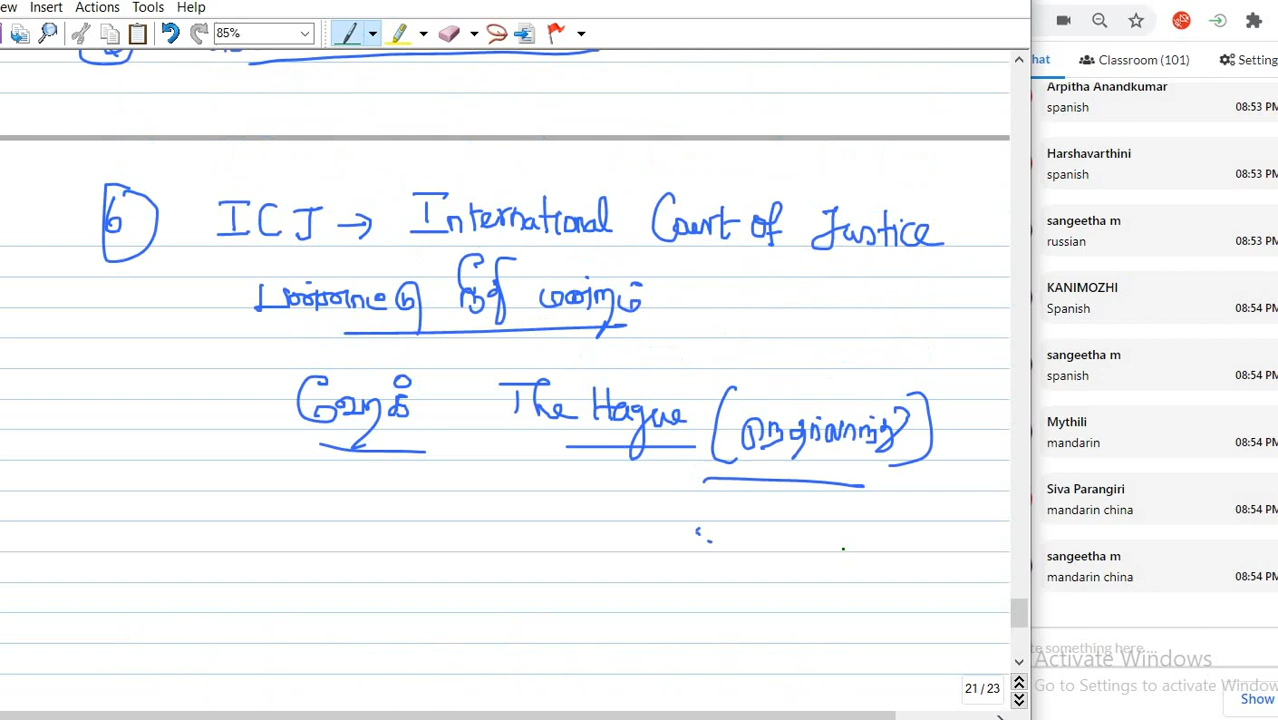 ew Insert Actions Tools Help
85%
6 ICJ → International Court of Justice
பன்னாட்டு நீதி மன்றம்
ஹேக் The Hague (நெதர்லாந்து)
21 / 23
hat Classroom (101) Setting
Arpitha Anandkumar
spanish 08:53 PM
Harshavarthini
spanish 08:53 PM
sangeetha m
russian 08:53 PM
KANIMOZHI
Spanish 08:54 PM
sangeetha m
spanish 08:54 PM
Mythili
mandarin 08:54 PM
Siva Parangiri
mandarin china 08:54 PM
sangeetha m
mandarin china 08:54 PM
te something here....
Activate Windows
Go to Settings to activate Window
Show